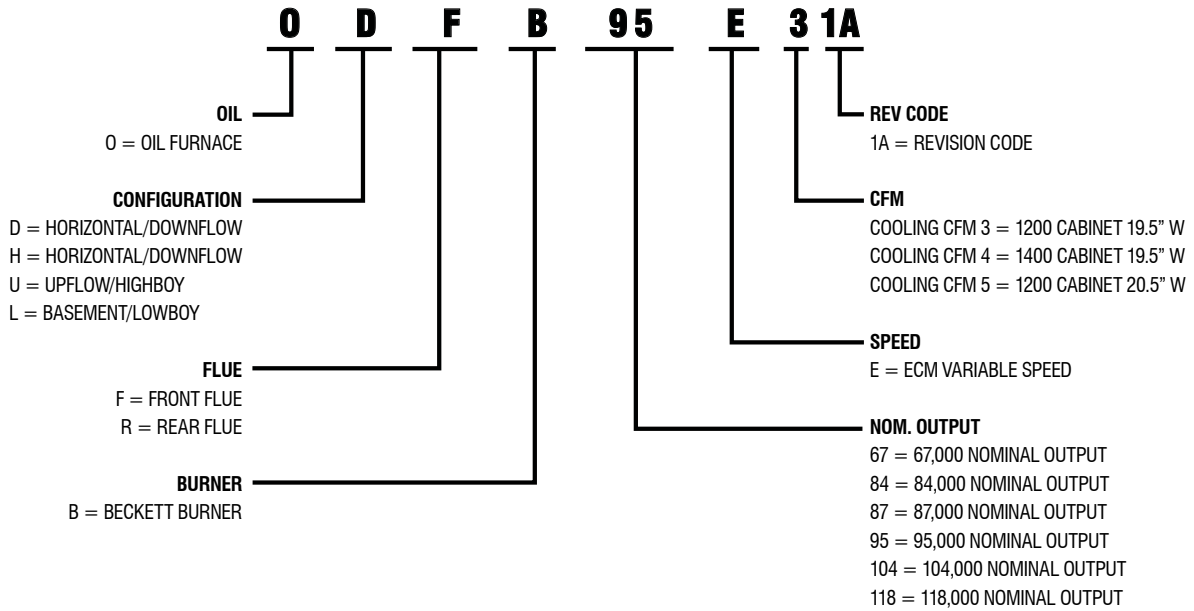 O D F B 95 E 3 1A
OIL
O = OIL FURNACE
CONFIGURATION
D = HORIZONTAL/DOWNFLOW
H = HORIZONTAL/DOWNFLOW
U = UPFLOW/HIGHBOY
L = BASEMENT/LOWBOY
FLUE
F = FRONT FLUE
R = REAR FLUE
BURNER
B = BECKETT BURNER
REV CODE
1A = REVISION CODE
CFM
COOLING CFM 3 = 1200 CABINET 19.5” W
COOLING CFM 4 = 1400 CABINET 19.5” W
COOLING CFM 5 = 1200 CABINET 20.5” W
SPEED
E = ECM VARIABLE SPEED
NOM. OUTPUT
67 = 67,000 NOMINAL OUTPUT
84 = 84,000 NOMINAL OUTPUT
87 = 87,000 NOMINAL OUTPUT
95 = 95,000 NOMINAL OUTPUT
104 = 104,000 NOMINAL OUTPUT
118 = 118,000 NOMINAL OUTPUT